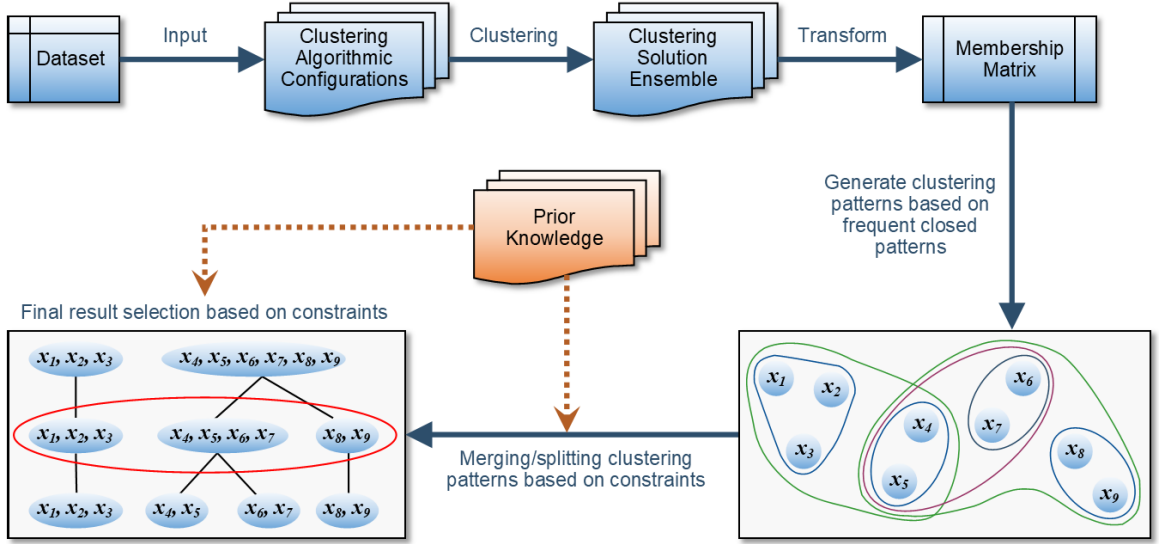 Dataset
Input
Clustering
Algorithmic
Configurations
Clustering
Clustering
Solution
Ensemble
Transform
Membership
Matrix
Generate clustering
patterns based on
frequent closed
patterns
Prior
Knowledge
Final result selection based on constraints
x₁, x₂, x₃
x₄, x₅, x₆, x₇, x₈, x₉
x₁, x₂, x₃
x₄, x₅, x₆, x₇
x₈, x₉
x₁, x₂, x₃
x₄, x₅
x₆, x₇
x₈, x₉
Merging/splitting clustering
patterns based on constraints
x₁
x₂
x₃
x₄
x₅
x₆
x₇
x₈
x₉